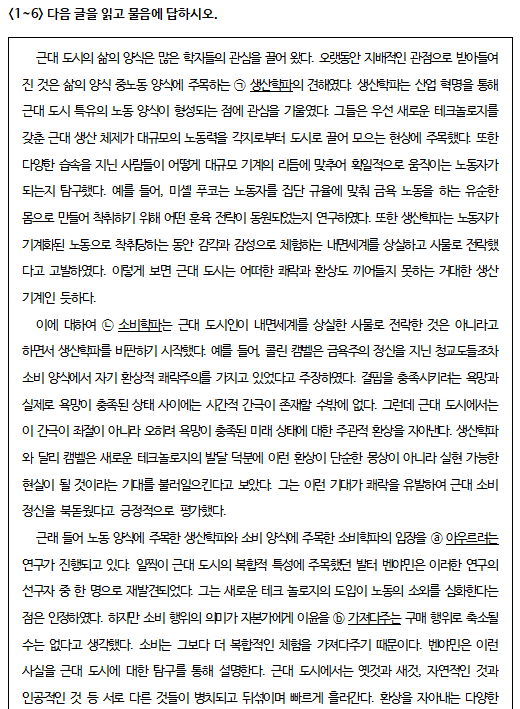 <1~6> 다음 글을 읽고 물음에 답하시오.
근대 도시의 삶의 양식은 많은 학자들의 관심을 끌어 왔다. 오랫동안 지배적인 관점으로 받아들여
진 것은 삶의 양식 중노동 양식에 주목하는 ㉠ 생산학파의 견해였다. 생산학파는 산업 혁명을 통해
근대 도시 특유의 노동 양식이 형성되는 점에 관심을 기울였다. 그들은 우선 새로운 테크놀로지를
갖춘 근대 생산 체제가 대규모의 노동력을 각지로부터 도시로 끌어 모으는 현상에 주목했다. 또한
다양한 습속을 지닌 사람들이 어떻게 대규모 기계의 리듬에 맞추어 획일적으로 움직이는 노동자가
되는지 탐구했다. 예를 들어, 미셸 푸코는 노동자를 집단 규율에 맞춰 금욕 노동을 하는 유순한
몸으로 만들어 착취하기 위해 어떤 훈육 전략이 동원되었는지 연구하였다. 또한 생산학파는 노동자가
기계화된 노동으로 착취당하는 동안 감각과 감성으로 체험하는 내면세계를 상실하고 사물로 전락했
다고 고발하였다. 이렇게 보면 근대 도시는 어떠한 쾌락과 환상도 끼어들지 못하는 거대한 생산
기계인 듯하다.
이에 대하여 ㉡ 소비학파는 근대 도시인이 내면세계를 상실한 사물로 전락한 것은 아니라고
하면서 생산학파를 비판하기 시작했다. 예를 들어, 콜린 캠벨은 금욕주의 정신을 지닌 청교도들조차
소비 양식에서 자기 환상적 쾌락주의를 가지고 있었다고 주장하였다. 결핍을 충족시키려는 욕망과
실제로 욕망이 충족된 상태 사이에는 시간적 간극이 존재할 수밖에 없다. 그런데 근대 도시에서는
이 간극이 좌절이 아니라 오히려 욕망이 충족된 미래 상태에 대한 주관적 환상을 자아낸다. 생산학파
와 달리 캠벨은 새로운 테크놀로지의 발달 덕분에 이런 환상이 단순한 몽상이 아니라 실현 가능한
현실이 될 것이라는 기대를 불러일으킨다고 보았다. 그는 이런 기대가 쾌락을 유발하여 근대 소비
정신을 북돋웠다고 긍정적으로 평가했다.
근래 들어 노동 양식에 주목한 생산학파와 소비 양식에 주목한 소비학파의 입장을 ⓐ 아우르려는
연구가 진행되고 있다. 일찍이 근대 도시의 복합적 특성에 주목했던 발터 벤야민은 이러한 연구의
선구자 중 한 명으로 재발견되었다. 그는 새로운 테크 놀로지의 도입이 노동의 소외를 심화한다는
점은 인정하였다. 하지만 소비 행위의 의미가 자본가에게 이윤을 ⓑ 가져다주는 구매 행위로 축소될
수는 없다고 생각했다. 소비는 그보다 더 복합적인 체험을 가져다주기 때문이다. 벤야민은 이런
사실을 근대 도시에 대한 탐구를 통해 설명한다. 근대 도시에서는 옛것과 새것, 자연적인 것과
인공적인 것 등 서로 다른 것들이 병치되고 뒤섞이며 빠르게 흘러간다. 환상을 자아내는 다양한